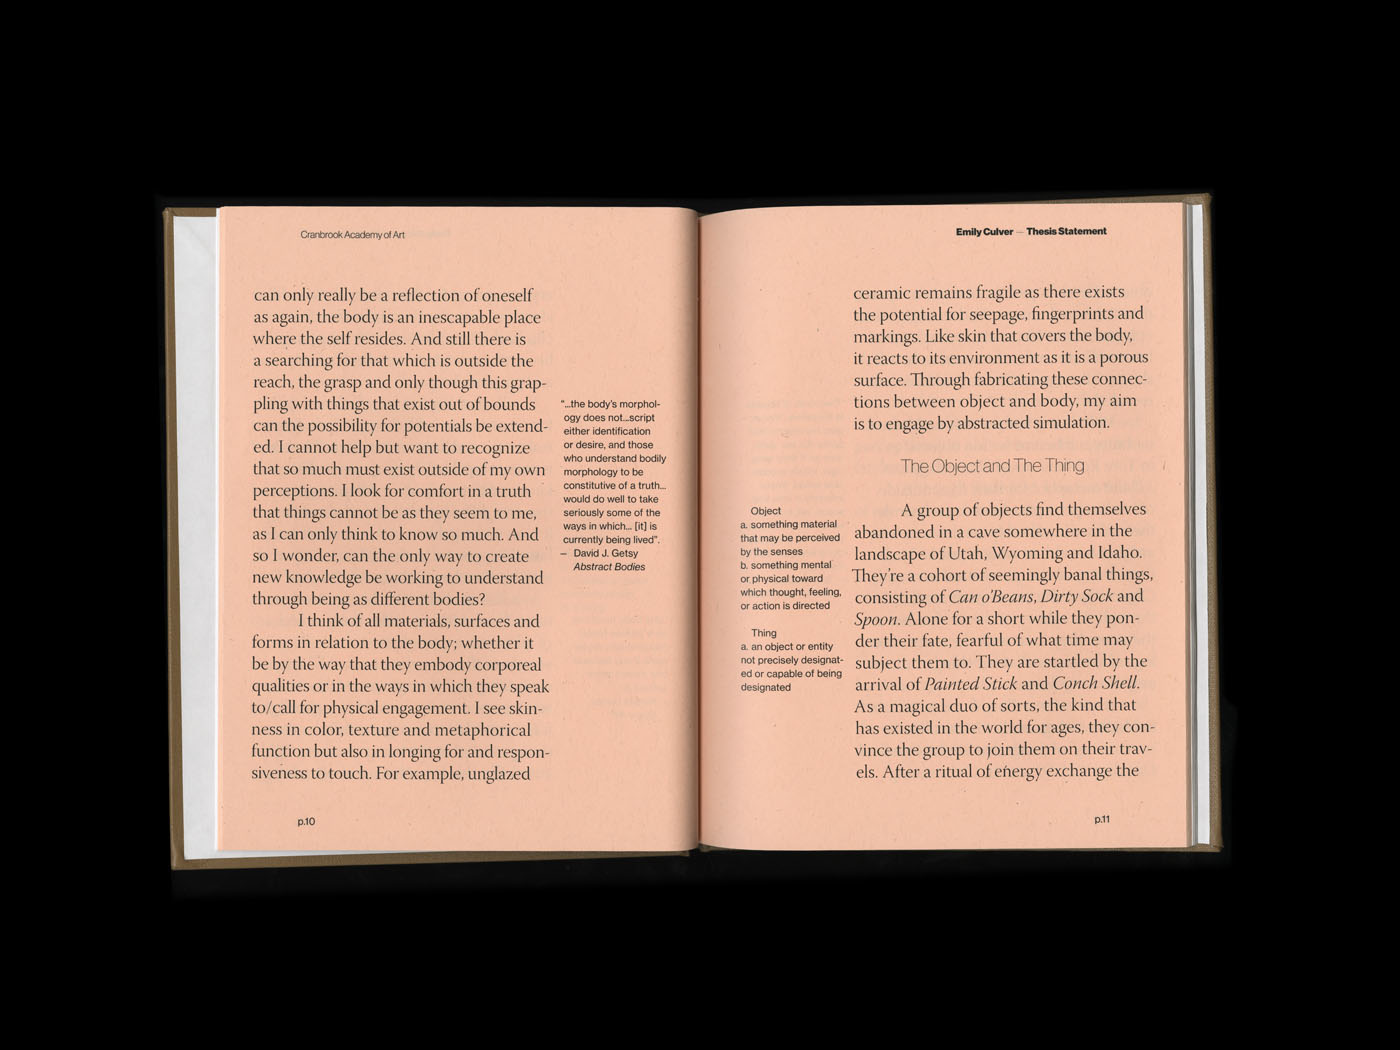 Cranbrook Academy of Art
can only really be a reflection of oneself
as again, the body is an inescapable place
where the self resides. And still there is
a searching for that which is outside the
reach, the grasp and only though this grap-
pling with things that exist out of bounds
can the possibility for potentials be extend-
ed. I cannot help but want to recognize
that so much must exist outside of my own
perceptions. I look for comfort in a truth
that things cannot be as they seem to me,
as I can only think to know so much. And
so I wonder, can the only way to create
new knowledge be working to understand
through being as different bodies?
I think of all materials, surfaces and
forms in relation to the body; whether it
be by the way that they embody corporeal
qualities or in the ways in which they speak
to/call for physical engagement. I see skin-
ness in color, texture and metaphorical
function but also in longing for and respon-
siveness to touch. For example, unglazed
"...the body's morphol-
ogy does not...script
either identification
or desire, and those
who understand bodily
morphology to be
constitutive of a truth...
would do well to take
seriously some of the
ways in which... [it] is
currently being lived".
— David J. Getsy
Abstract Bodies
p.10
Emily Culver — Thesis Statement
ceramic remains fragile as there exists
the potential for seepage, fingerprints and
markings. Like skin that covers the body,
it reacts to its environment as it is a porous
surface. Through fabricating these connec-
tions between object and body, my aim
is to engage by abstracted simulation.
The Object and The Thing
Object
a. something material
that may be perceived
by the senses
b. something mental
or physical toward
which thought, feeling,
or action is directed
Thing
a. an object or entity
not precisely designat-
ed or capable of being
designated
A group of objects find themselves
abandoned in a cave somewhere in the
landscape of Utah, Wyoming and Idaho.
They're a cohort of seemingly banal things,
consisting of Can o'Beans, Dirty Sock and
Spoon. Alone for a short while they pon-
der their fate, fearful of what time may
subject them to. They are startled by the
arrival of Painted Stick and Conch Shell.
As a magical duo of sorts, the kind that
has existed in the world for ages, they con-
vince the group to join them on their trav-
els. After a ritual of energy exchange the
p.11